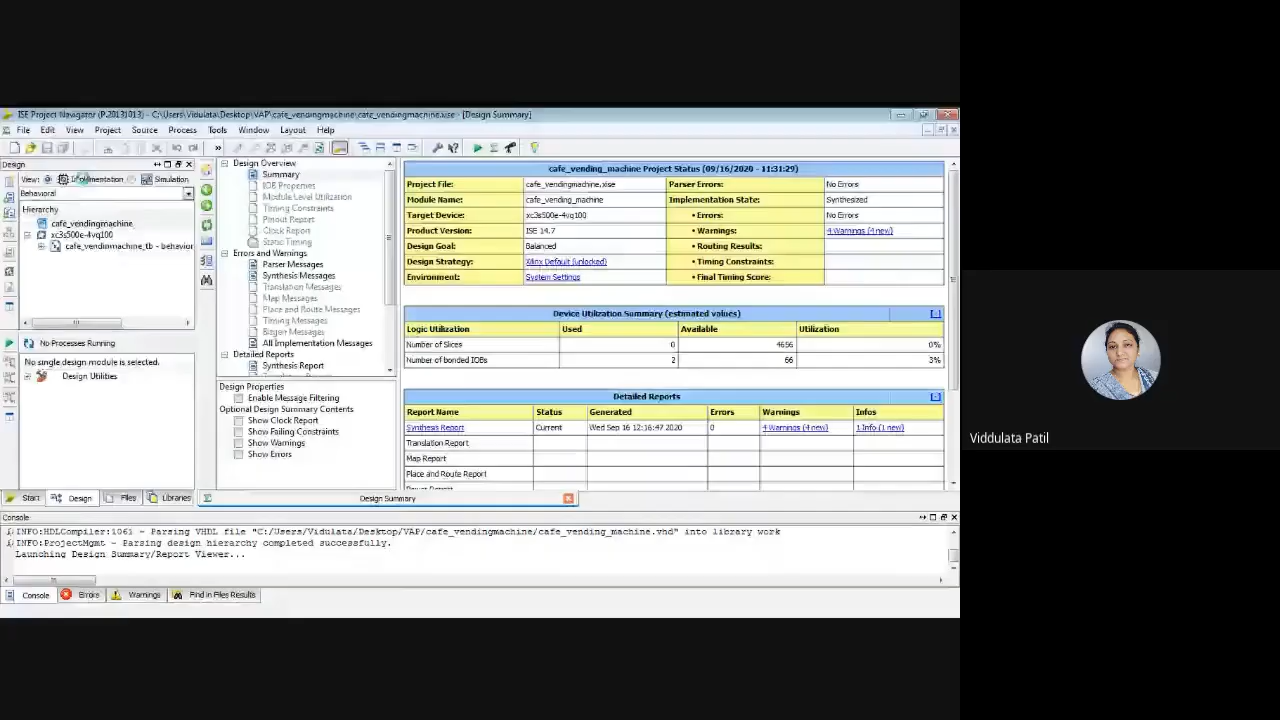 ISE Project Navigator (P.20131013) - C:\Users\Vidulata\Desktop\VAP\cafe_vendingmachine\cafe_vendingmachine.xise - [Design Summary]
File Edit View Project Source Process Tools Window Layout Help
Design
View: Implementation Simulation
Behavioral
Hierarchy
cafe_vendingmachine
xc3s500e-4vq100
cafe_vendinmachine_tb - behavior
No Processes Running
No single design module is selected.
Design Utilities
Start Design Files Libraries
Design Overview
Summary
IOB Properties
Module Level Utilization
Timing Constraints
Pinout Report
Clock Report
Static Timing
Errors and Warnings
Parser Messages
Synthesis Messages
Translation Messages
Map Messages
Place and Route Messages
Timing Messages
Bitgen Messages
All Implementation Messages
Detailed Reports
Synthesis Report
Design Properties
Enable Message Filtering
Optional Design Summary Contents
Show Clock Report
Show Failing Constraints
Show Warnings
Show Errors
cafe_vending_machine Project Status (09/16/2020 - 11:31:29)
Project File: cafe_vendingmachine.xise Parser Errors: No Errors
Module Name: cafe_vending_machine Implementation State: Synthesized
Target Device: xc3s500e-4vq100 • Errors: No Errors
Product Version: ISE 14.7 • Warnings: 4 Warnings (4 new)
Design Goal: Balanced • Routing Results:
Design Strategy: Xilinx Default (unlocked) • Timing Constraints:
Environment: System Settings • Final Timing Score:
Device Utilization Summary (estimated values) [-]
Logic Utilization Used Available Utilization
Number of Slices 0 4656 0%
Number of bonded IOBs 2 66 3%
Detailed Reports [-]
Report Name Status Generated Errors Warnings Infos
Synthesis Report Current Wed Sep 16 12:16:47 2020 0 4 Warnings (4 new) 1 Info (1 new)
Translation Report
Map Report
Place and Route Report
Design Summary
Console
INFO:HDLCompiler:1061 - Parsing VHDL file "C:/Users/Vidulata/Desktop/VAP/cafe_vendingmachine/cafe_vending_machine.vhd" into library work
INFO:ProjectMgmt - Parsing design hierarchy completed successfully.
Launching Design Summary/Report Viewer...
Console Errors Warnings Find in Files Results
Viddulata Patil